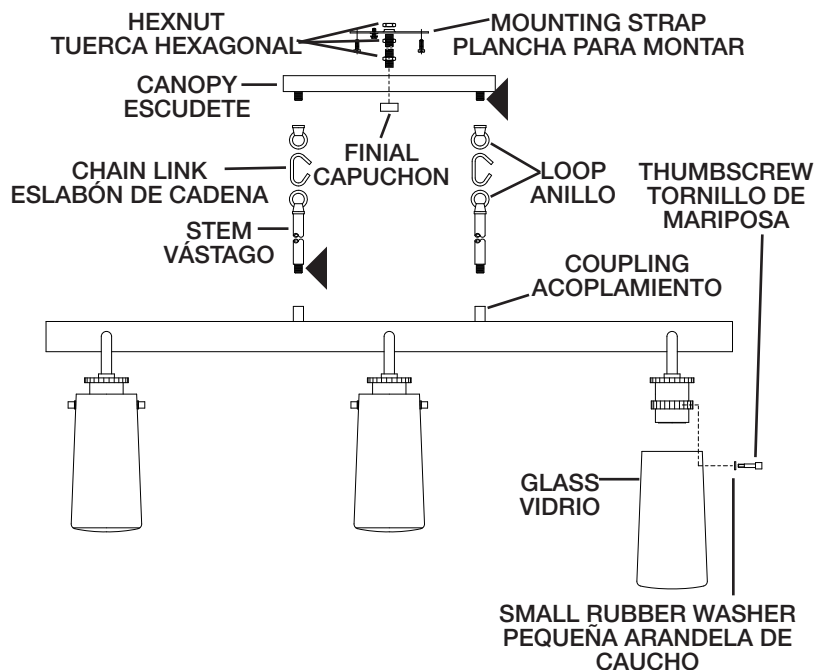 HEXNUT
TUERCA HEXAGONAL
MOUNTING STRAP
PLANCHA PARA MONTAR
CANOPY
ESCUDETE
FINIAL
CAPUCHON
CHAIN LINK
ESLABÓN DE CADENA
LOOP
ANILLO
THUMBSCREW
TORNILLO DE
MARIPOSA
STEM
VÁSTAGO
COUPLING
ACOPLAMIENTO
GLASS
VIDRIO
SMALL RUBBER WASHER
PEQUEÑA ARANDELA DE
CAUCHO